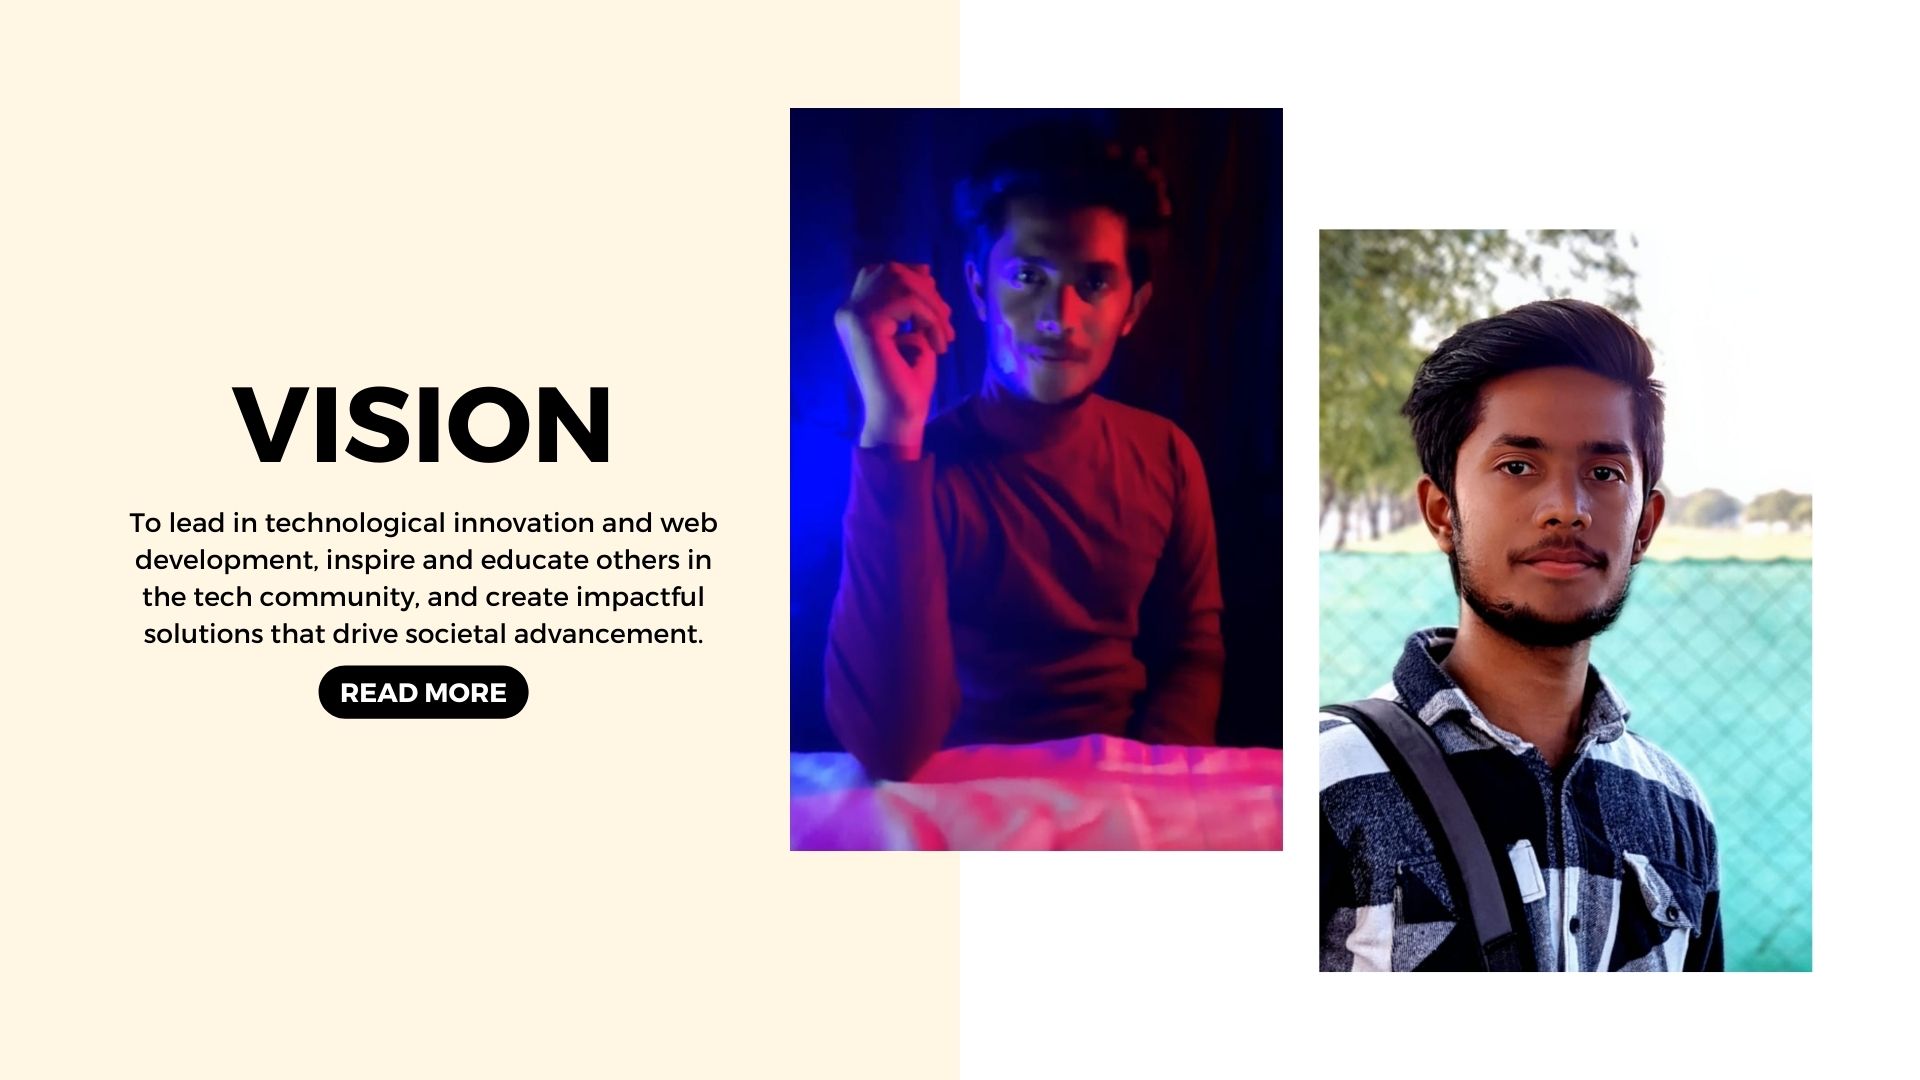 VISION
To lead in technological innovation and web
development, inspire and educate others in
the tech community, and create impactful
solutions that drive societal advancement.
READ MORE